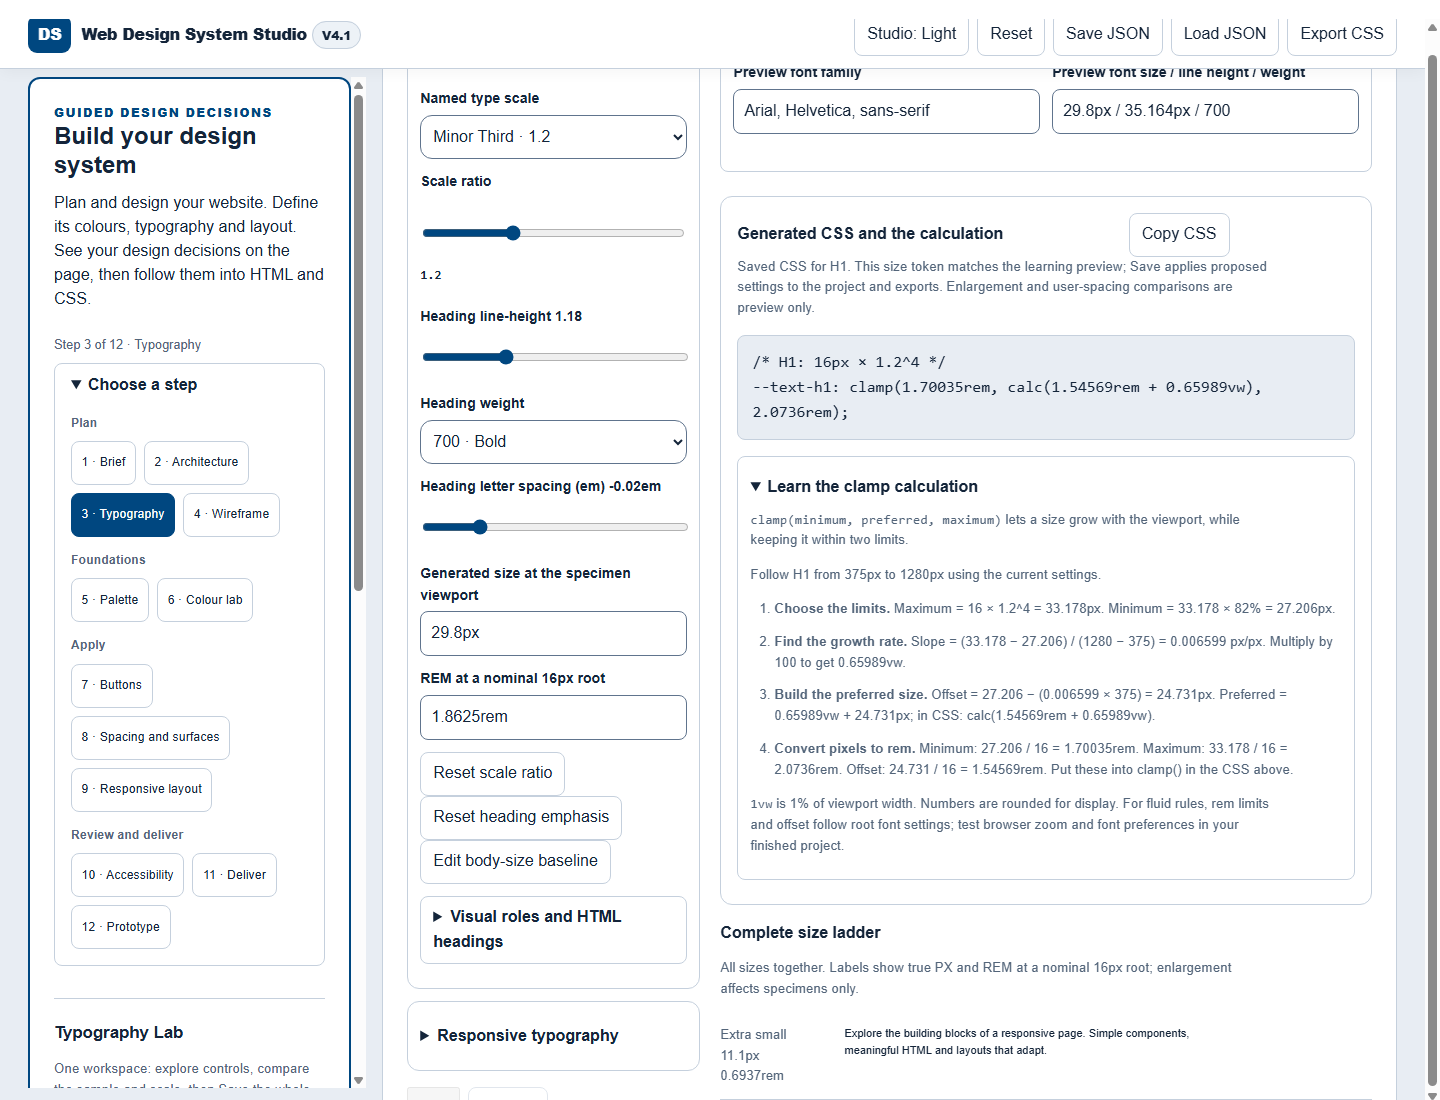 DS Web Design System Studio V4.1
Studio: Light
Reset
Save JSON
Load JSON
Export CSS
GUIDED DESIGN DECISIONS
Build your design
system
Plan and design your website. Define
its colours, typography and layout.
See your design decisions on the
page, then follow them into HTML and
CSS.
Step 3 of 12 · Typography
▼ Choose a step
Plan
1 · Brief
2 · Architecture
3 · Typography
4 · Wireframe
Foundations
5 · Palette
6 · Colour lab
Apply
7 · Buttons
8 · Spacing and surfaces
9 · Responsive layout
Review and deliver
10 · Accessibility
11 · Deliver
12 · Prototype
Typography Lab
One workspace: explore controls, compare
the sample and scale, then Save the whole
Named type scale
Minor Third · 1.2
Scale ratio
1.2
Heading line-height 1.18
Heading weight
700 · Bold
Heading letter spacing (em) -0.02em
Generated size at the specimen
viewport
29.8px
REM at a nominal 16px root
1.8625rem
Reset scale ratio
Reset heading emphasis
Edit body-size baseline
▶ Visual roles and HTML
headings
▶ Responsive typography
Preview font family
Arial, Helvetica, sans-serif
Preview font size / line height / weight
29.8px / 35.164px / 700
Generated CSS and the calculation
Copy CSS
Saved CSS for H1. This size token matches the learning preview; Save applies proposed
settings to the project and exports. Enlargement and user-spacing comparisons are
preview only.
/* H1: 16px × 1.2^4 */
--text-h1: clamp(1.70035rem, calc(1.54569rem + 0.65989vw),
2.0736rem);
▼ Learn the clamp calculation
clamp(minimum, preferred, maximum) lets a size grow with the viewport, while
keeping it within two limits.
Follow H1 from 375px to 1280px using the current settings.
1. Choose the limits. Maximum = 16 × 1.2^4 = 33.178px. Minimum = 33.178 × 82% = 27.206px.
2. Find the growth rate. Slope = (33.178 − 27.206) / (1280 − 375) = 0.006599 px/px. Multiply by
100 to get 0.65989vw.
3. Build the preferred size. Offset = 27.206 − (0.006599 × 375) = 24.731px. Preferred =
0.65989vw + 24.731px; in CSS: calc(1.54569rem + 0.65989vw).
4. Convert pixels to rem. Minimum: 27.206 / 16 = 1.70035rem. Maximum: 33.178 / 16 =
2.0736rem. Offset: 24.731 / 16 = 1.54569rem. Put these into clamp() in the CSS above.
1vw is 1% of viewport width. Numbers are rounded for display. For fluid rules, rem limits
and offset follow root font settings; test browser zoom and font preferences in your
finished project.
Complete size ladder
All sizes together. Labels show true PX and REM at a nominal 16px root; enlargement
affects specimens only.
Extra small
11.1px
0.6937rem
Explore the building blocks of a responsive page. Simple components,
meaningful HTML and layouts that adapt.